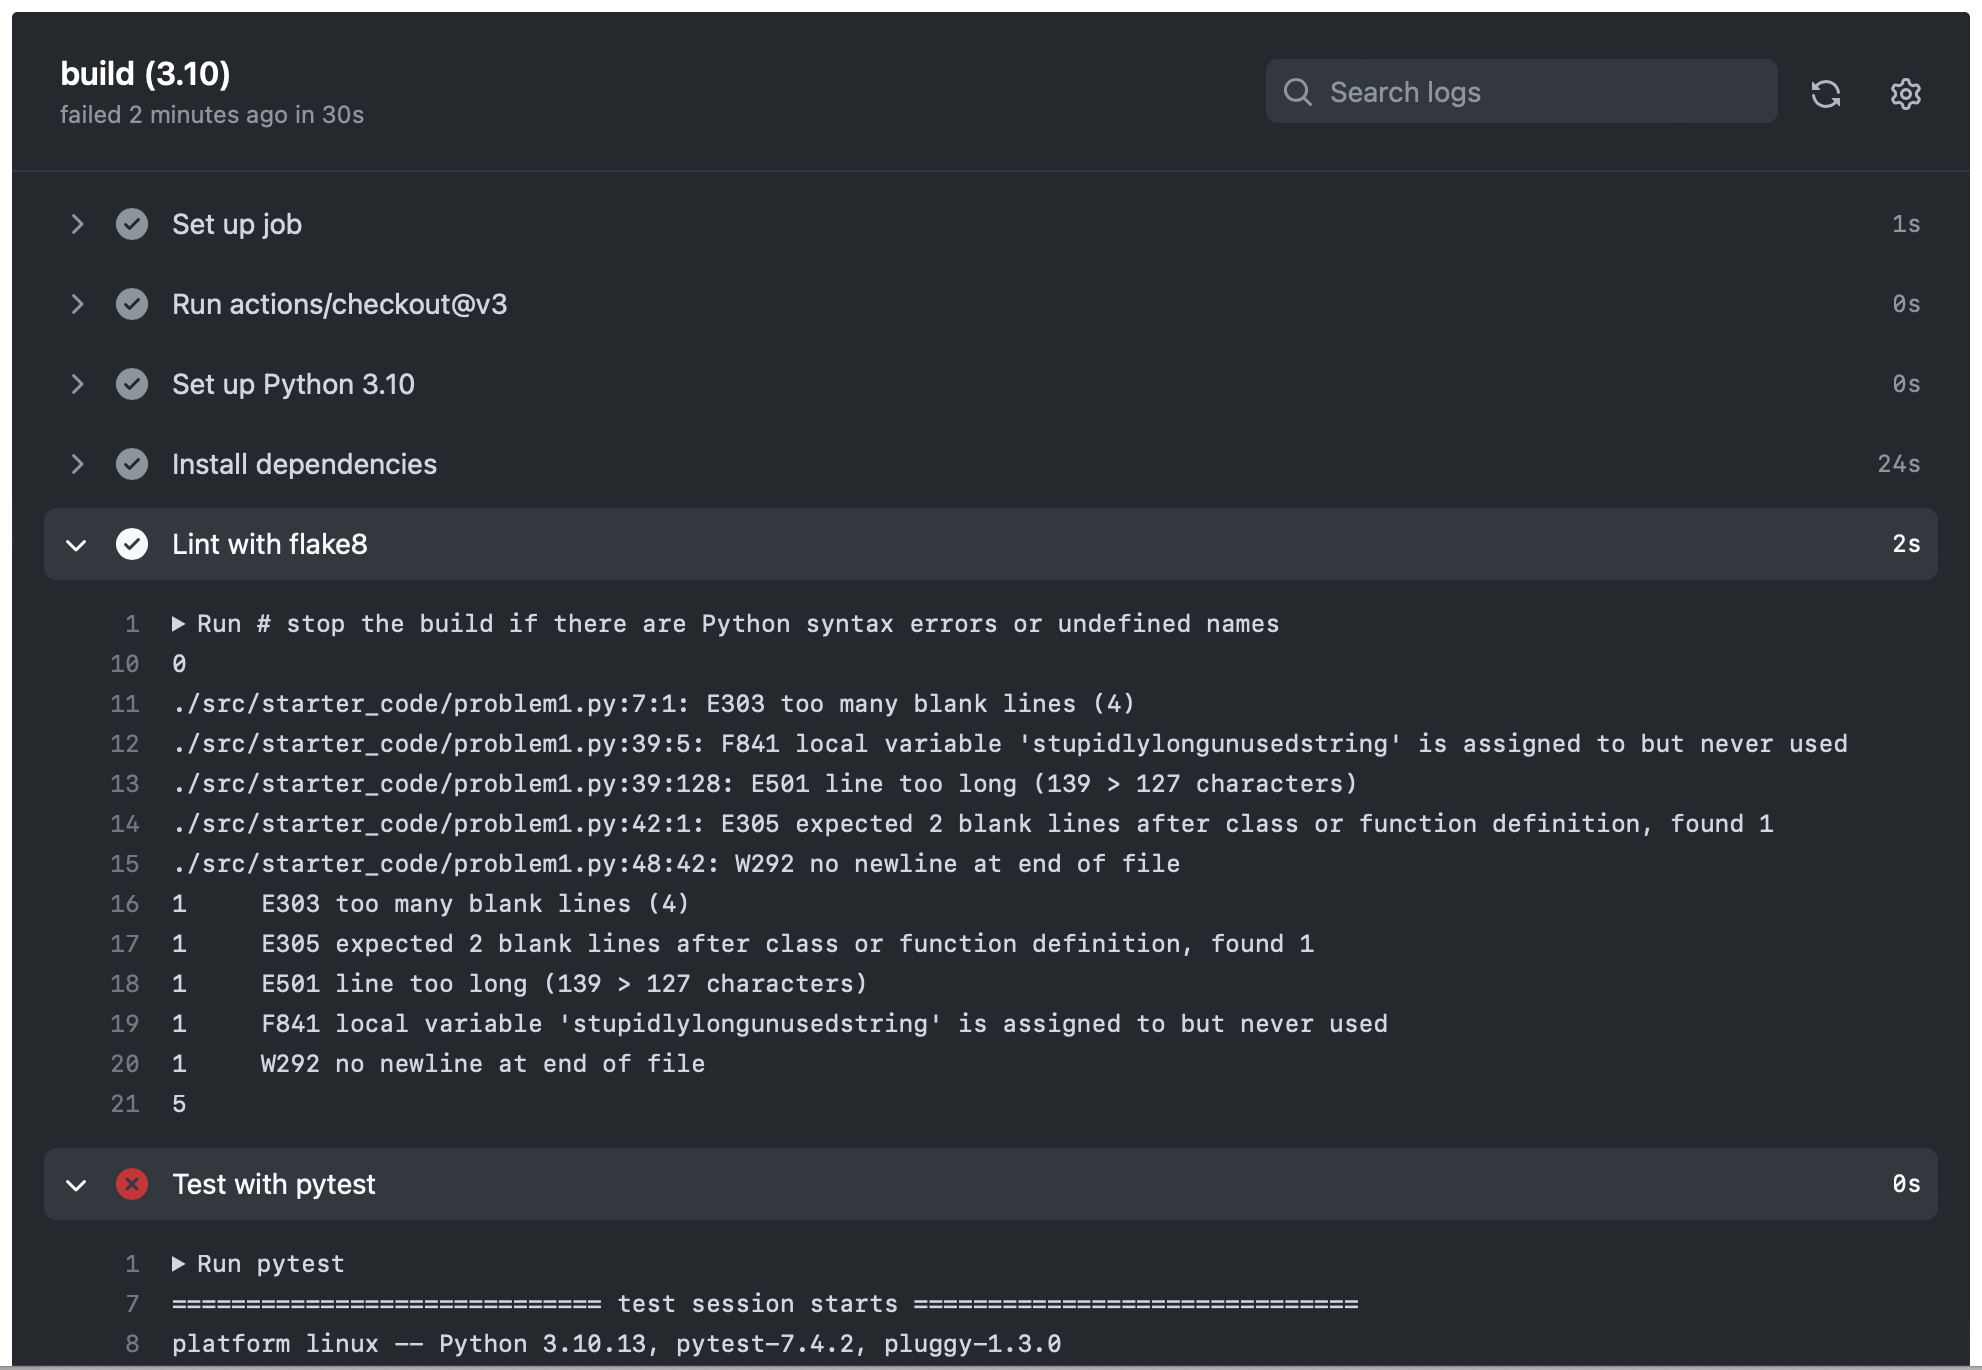 build (3.10)
failed 2 minutes ago in 30s
Search logs
Set up job 1s
Run actions/checkout@v3 0s
Set up Python 3.10 0s
Install dependencies 24s
Lint with flake8 2s
1 Run # stop the build if there are Python syntax errors or undefined names
10 0
11 ./src/starter_code/problem1.py:7:1: E303 too many blank lines (4)
12 ./src/starter_code/problem1.py:39:5: F841 local variable 'stupidlylongunusedstring' is assigned to but never used
13 ./src/starter_code/problem1.py:39:128: E501 line too long (139 > 127 characters)
14 ./src/starter_code/problem1.py:42:1: E305 expected 2 blank lines after class or function definition, found 1
15 ./src/starter_code/problem1.py:48:42: W292 no newline at end of file
16 1     E303 too many blank lines (4)
17 1     E305 expected 2 blank lines after class or function definition, found 1
18 1     E501 line too long (139 > 127 characters)
19 1     F841 local variable 'stupidlylongunusedstring' is assigned to but never used
20 1     W292 no newline at end of file
21 5
Test with pytest 0s
1 Run pytest
7 ============================= test session starts ==============================
8 platform linux -- Python 3.10.13, pytest-7.4.2, pluggy-1.3.0